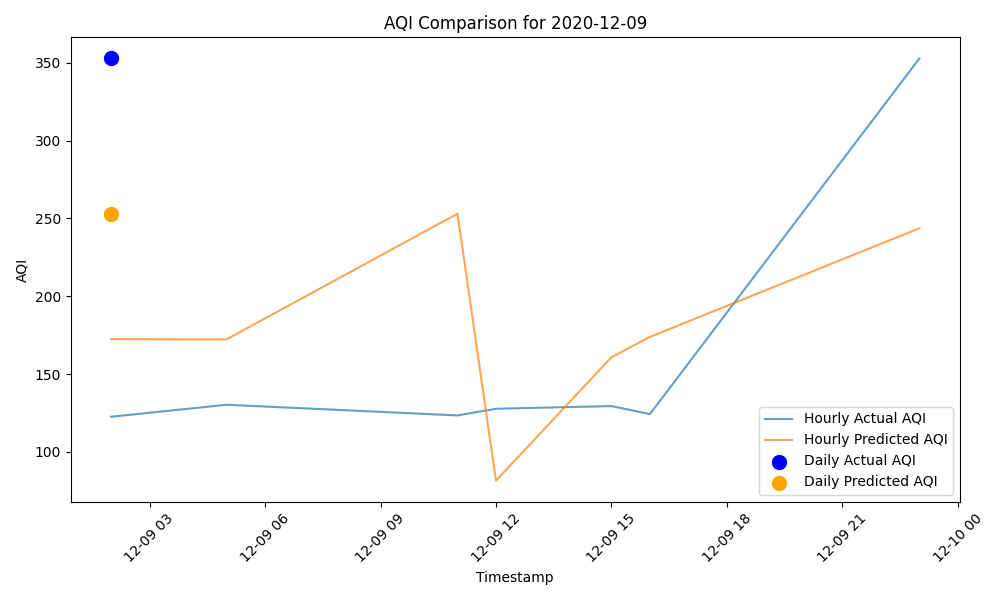 AQI Comparison for 2020-12-09
AQI
350
300
250
200
150
100
Hourly Actual AQI
Hourly Predicted AQI
Daily Actual AQI
Daily Predicted AQI
12-09 03
12-09 06
12-09 09
12-09 12
12-09 15
12-09 18
12-09 21
12-10 00
Timestamp